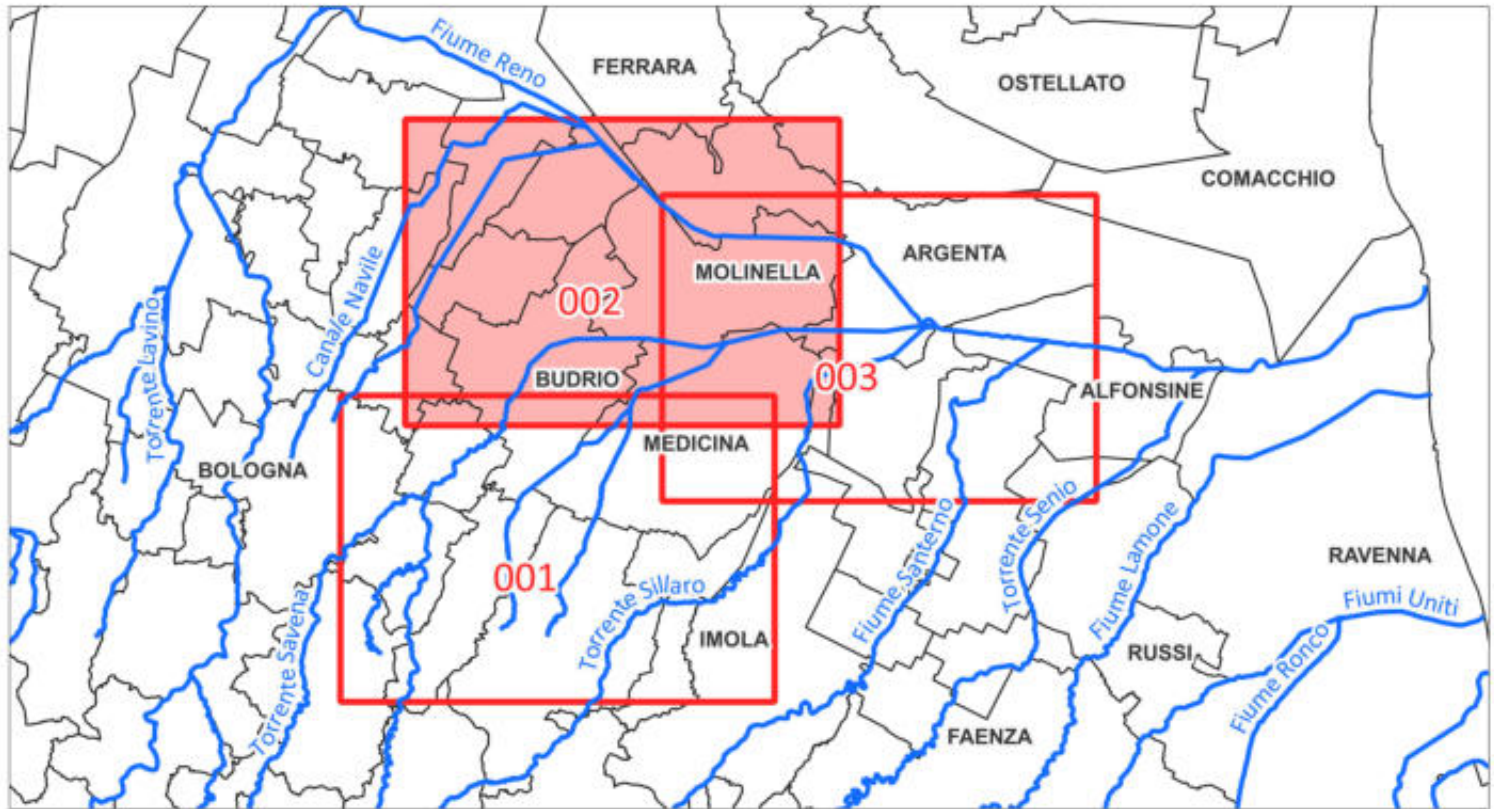 Fiume Reno
FERRARA
OSTELLATO
COMACCHIO
ARGENTA
MOLINELLA
Canale Navile
002
Torrente Lavino
BUDRIO
003
ALFONSINE
MEDICINA
BOLOGNA
Torrente Senio
Fiume Santerno
Fiume Lamone
RAVENNA
001
Torrente Sillaro
Fiumi Uniti
IMOLA
RUSSI
Torrente Savena
Fiume Ronco
FAENZA